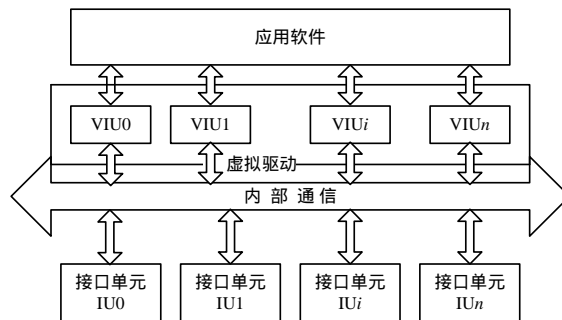 应用软件
VIU0 VIU1 VIUi VIUn
虚拟驱动
内 部 通 信
接口单元 接口单元 接口单元 接口单元
IU0 IU1 IUi IUn